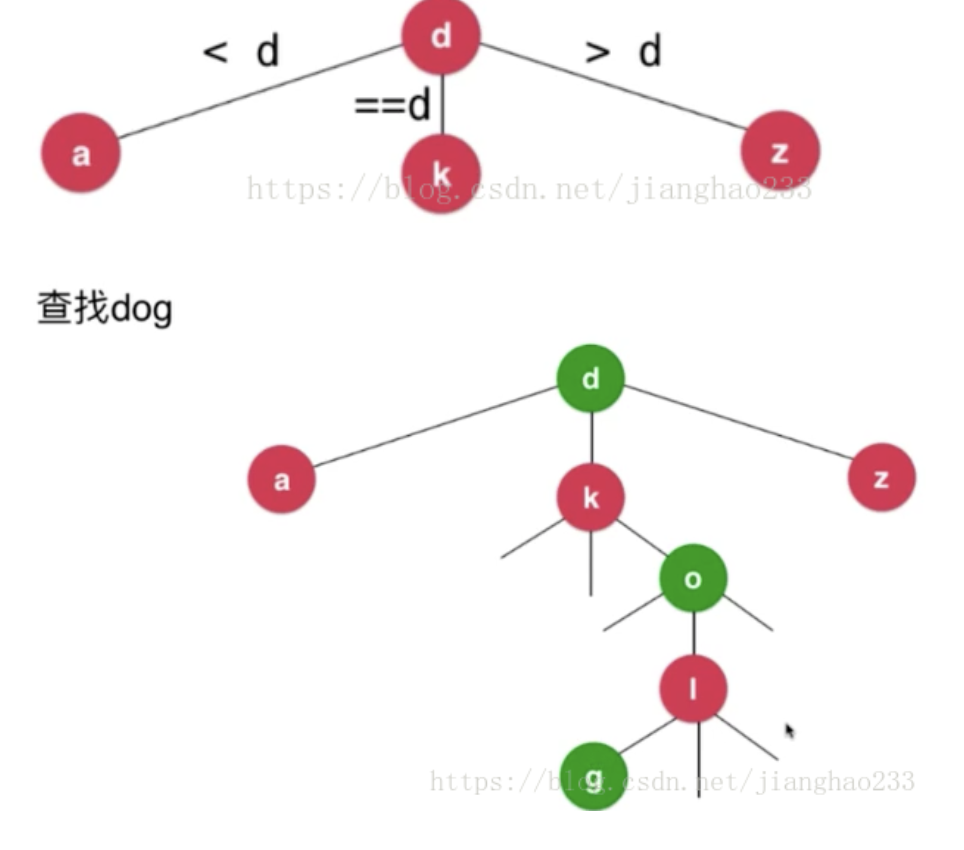 < d
d
> d
==d
a
k
z
https://blog.csdn.net/jianghao233
查找dog
d
a
k
z
o
l
g
https://blog.csdn.net/jianghao233